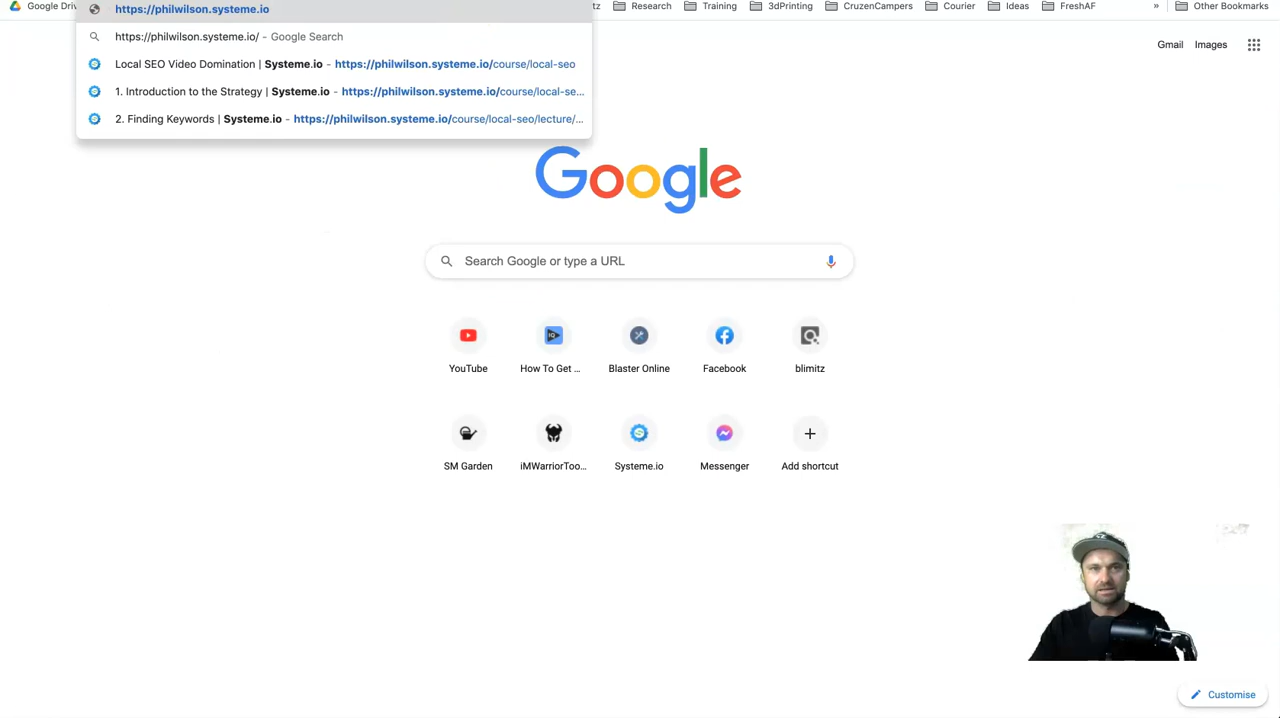 https://philwilson.systeme.io
Google Driv
tz
Research
Training
3dPrinting
CruzenCampers
Courier
Ideas
FreshAF
»
Other Bookmarks
https://philwilson.systeme.io/ - Google Search
Local SEO Video Domination | Systeme.io - https://philwilson.systeme.io/course/local-seo
1. Introduction to the Strategy | Systeme.io - https://philwilson.systeme.io/course/local-se...
2. Finding Keywords | Systeme.io - https://philwilson.systeme.io/course/local-seo/lecture/...
Gmail Images
Google
Search Google or type a URL
YouTube
How To Get ...
Blaster Online
Facebook
blimitz
SM Garden
iMWarriorToo...
Systeme.io
Messenger
Add shortcut
Customise